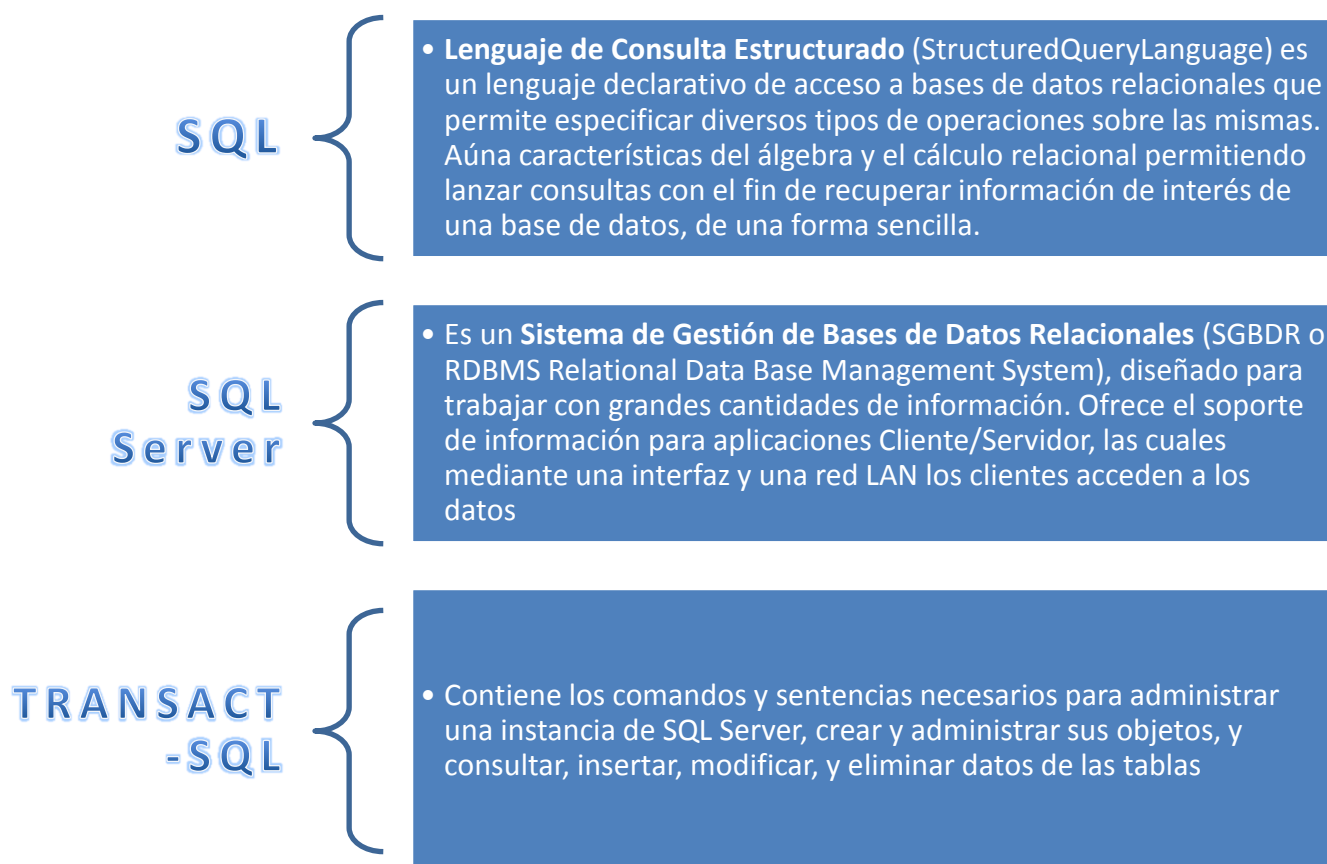 SQL
• Lenguaje de Consulta Estructurado (StructuredQueryLanguage) es
un lenguaje declarativo de acceso a bases de datos relacionales que
permite especificar diversos tipos de operaciones sobre las mismas.
Aúna características del álgebra y el cálculo relacional permitiendo
lanzar consultas con el fin de recuperar información de interés de
una base de datos, de una forma sencilla.
SQL
Server
• Es un Sistema de Gestión de Bases de Datos Relacionales (SGBDR o
RDBMS Relational Data Base Management System), diseñado para
trabajar con grandes cantidades de información. Ofrece el soporte
de información para aplicaciones Cliente/Servidor, las cuales
mediante una interfaz y una red LAN los clientes acceden a los
datos
TRANSACT
-SQL
• Contiene los comandos y sentencias necesarios para administrar
una instancia de SQL Server, crear y administrar sus objetos, y
consultar, insertar, modificar, y eliminar datos de las tablas